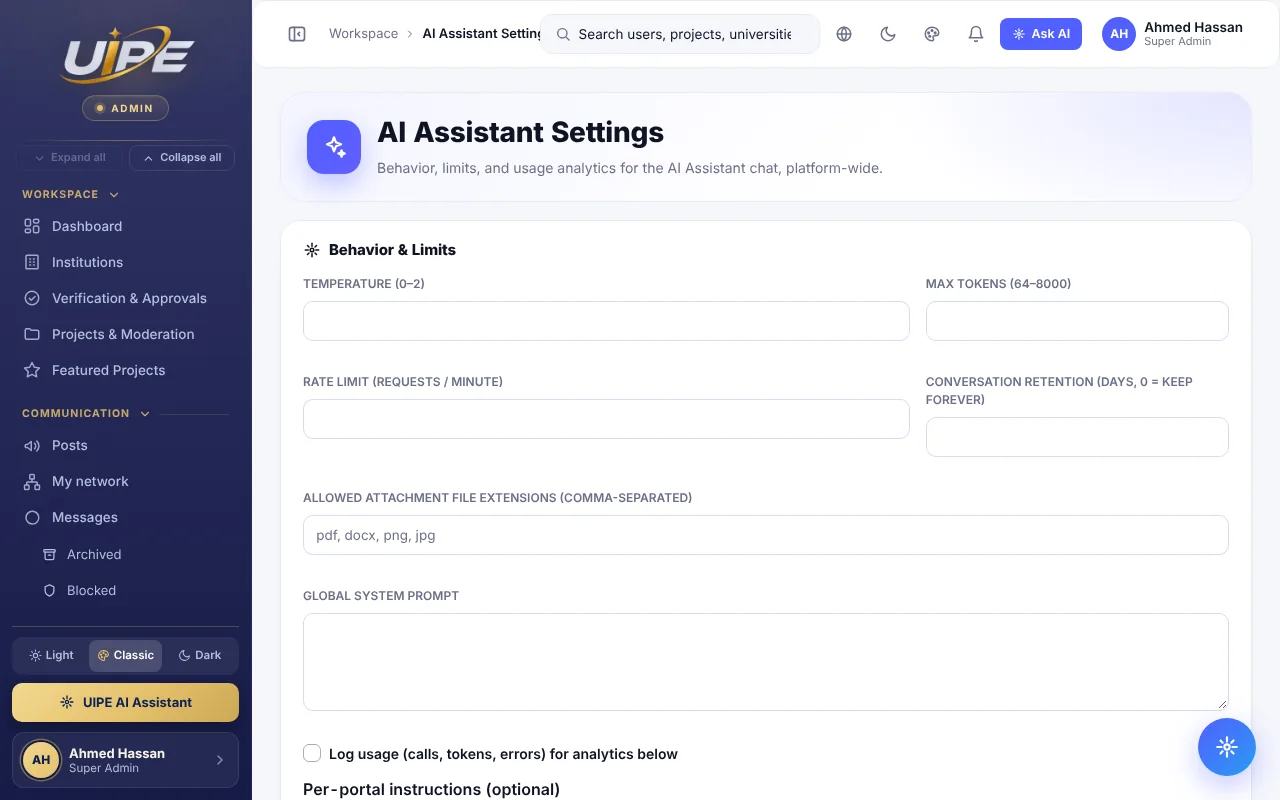 UIPE
ADMIN
Expand all
Collapse all
WORKSPACE
Dashboard
Institutions
Verification & Approvals
Projects & Moderation
Featured Projects
COMMUNICATION
Posts
My network
Messages
Archived
Blocked
Light
Classic
Dark
UIPE AI Assistant
AH
Ahmed Hassan
Super Admin
Workspace
AI Assistant Setting
Search users, projects, universitie
Ask AI
AH
Ahmed Hassan
Super Admin
AI Assistant Settings
Behavior, limits, and usage analytics for the AI Assistant chat, platform-wide.
Behavior & Limits
TEMPERATURE (0–2)
MAX TOKENS (64–8000)
RATE LIMIT (REQUESTS / MINUTE)
CONVERSATION RETENTION (DAYS, 0 = KEEP
FOREVER)
ALLOWED ATTACHMENT FILE EXTENSIONS (COMMA-SEPARATED)
pdf, docx, png, jpg
GLOBAL SYSTEM PROMPT
Log usage (calls, tokens, errors) for analytics below
Per-portal instructions (optional)